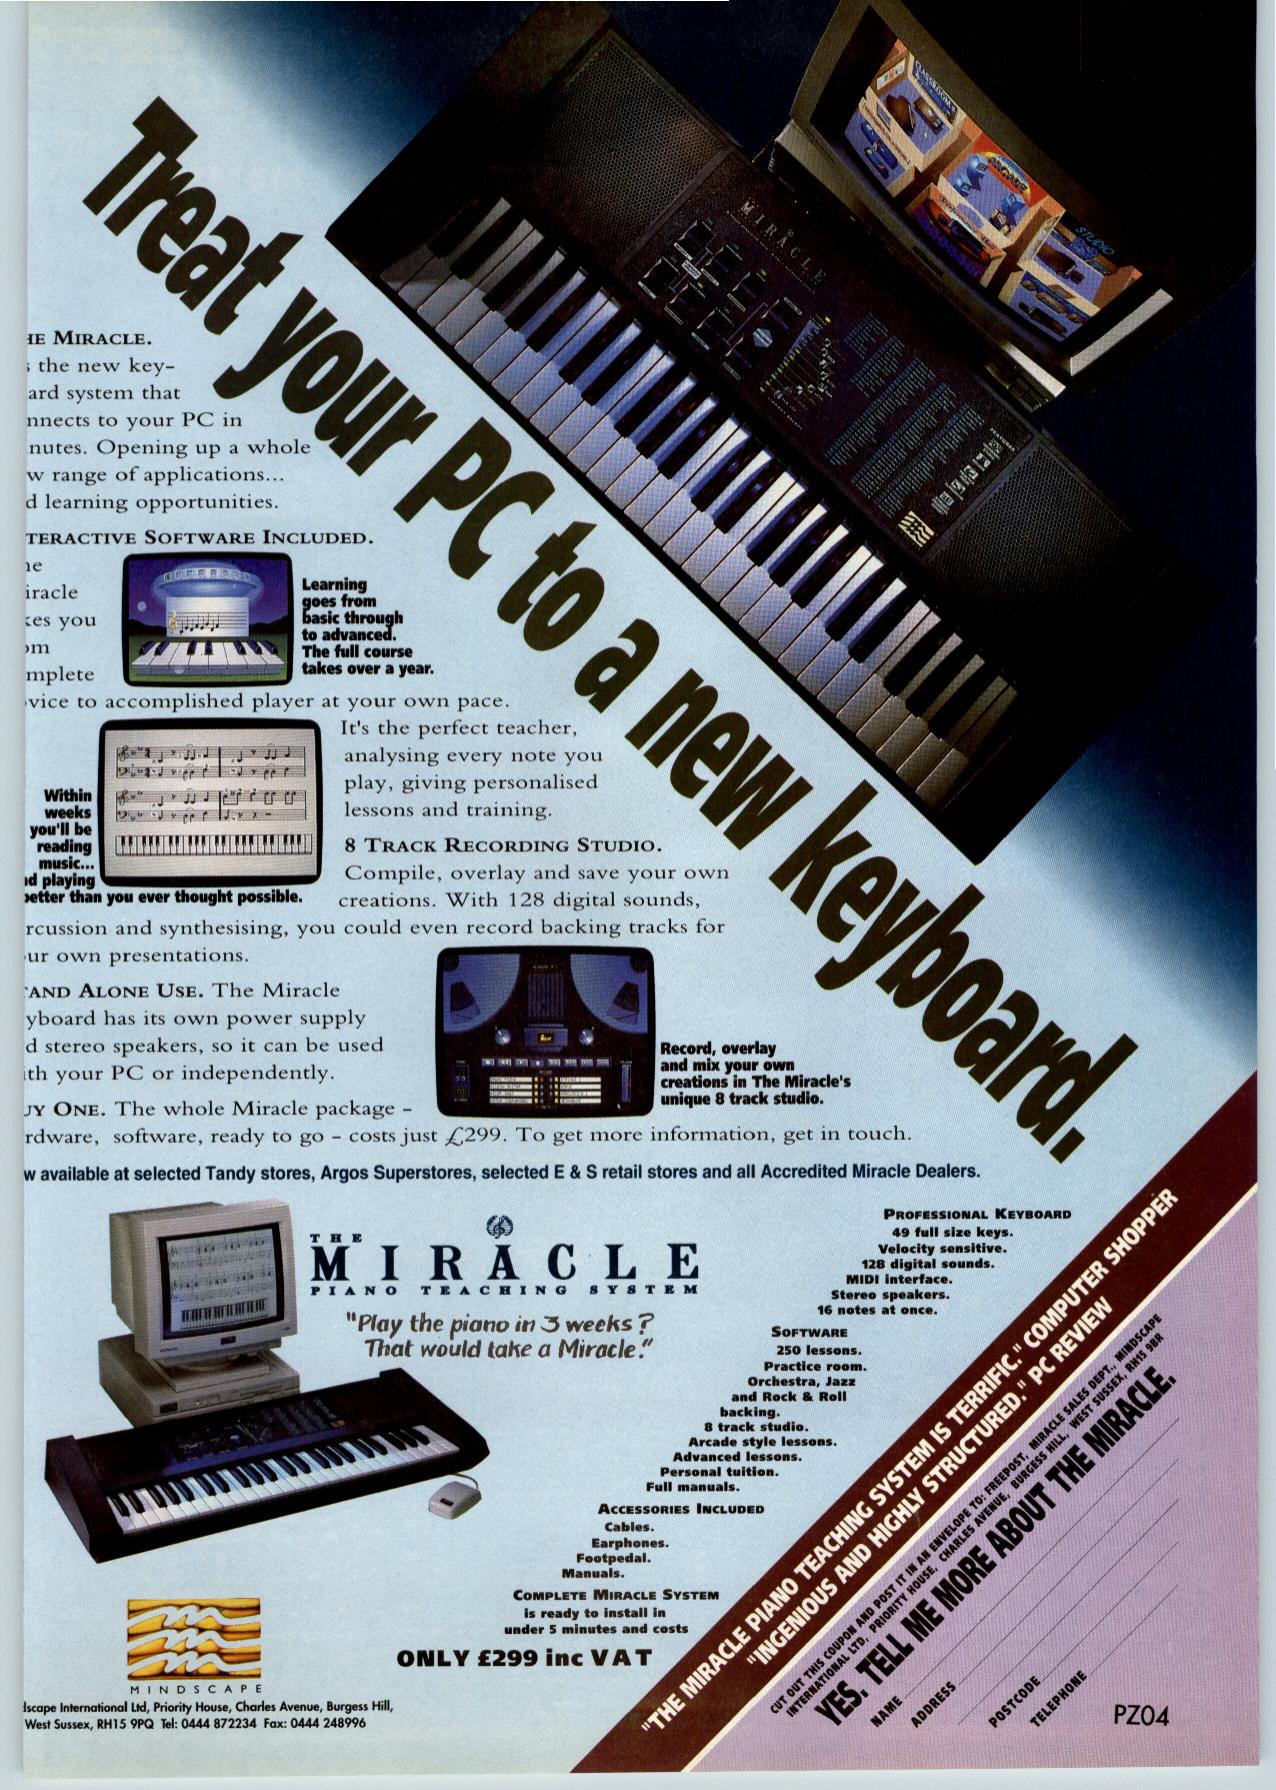 Treat your PC to a new keyboard.
MIRACLE
HE MIRACLE.
s the new key-
ard system that
nnects to your PC in
nutes. Opening up a whole
w range of applications...
d learning opportunities.
TERACTIVE SOFTWARE INCLUDED.
he
iracle
kes you
om
mplete
vice to accomplished player at your own pace.
Learning
goes from
basic through
to advanced.
The full course
takes over a year.
It's the perfect teacher,
analysing every note you
play, giving personalised
lessons and training.
Within
weeks
you'll be
reading
music...
nd playing
better than you ever thought possible.
8 TRACK RECORDING STUDIO.
Compile, overlay and save your own
creations. With 128 digital sounds,
rcussion and synthesising, you could even record backing tracks for
ur own presentations.
TAND ALONE USE. The Miracle
yboard has its own power supply
d stereo speakers, so it can be used
ith your PC or independently.
Record, overlay
and mix your own
creations in The Miracle's
unique 8 track studio.
UY ONE. The whole Miracle package –
rdware, software, ready to go – costs just £299. To get more information, get in touch.
w available at selected Tandy stores, Argos Superstores, selected E & S retail stores and all Accredited Miracle Dealers.
THE
MIRACLE
PIANO TEACHING SYSTEM
"Play the piano in 3 weeks?
That would take a Miracle."
PROFESSIONAL KEYBOARD
49 full size keys.
Velocity sensitive.
128 digital sounds.
MIDI interface.
Stereo speakers.
16 notes at once.
SOFTWARE
250 lessons.
Practice room.
Orchestra, Jazz
and Rock & Roll
backing.
8 track studio.
Arcade style lessons.
Advanced lessons.
Personal tuition.
Full manuals.
ACCESSORIES INCLUDED
Cables.
Earphones.
Footpedal.
Manuals.
COMPLETE MIRACLE SYSTEM
is ready to install in
under 5 minutes and costs
ONLY £299 inc VAT
MINDSCAPE
dscape International Ltd, Priority House, Charles Avenue, Burgess Hill,
West Sussex, RH15 9PQ Tel: 0444 872234 Fax: 0444 248996
"THE MIRACLE PIANO TEACHING SYSTEM IS TERRIFIC." COMPUTER SHOPPER
"INGENIOUS AND HIGHLY STRUCTURED." PC REVIEW
CUT OUT THIS COUPON AND POST IT IN AN ENVELOPE TO: FREEPOST, MIRACLE SALES DEPT., MINDSCAPE
INTERNATIONAL LTD, PRIORITY HOUSE, CHARLES AVENUE, BURGESS HILL, WEST SUSSEX, RH15 9BR
YES. TELL ME MORE ABOUT THE MIRACLE.
NAME
ADDRESS
POSTCODE
TELEPHONE
PZ04